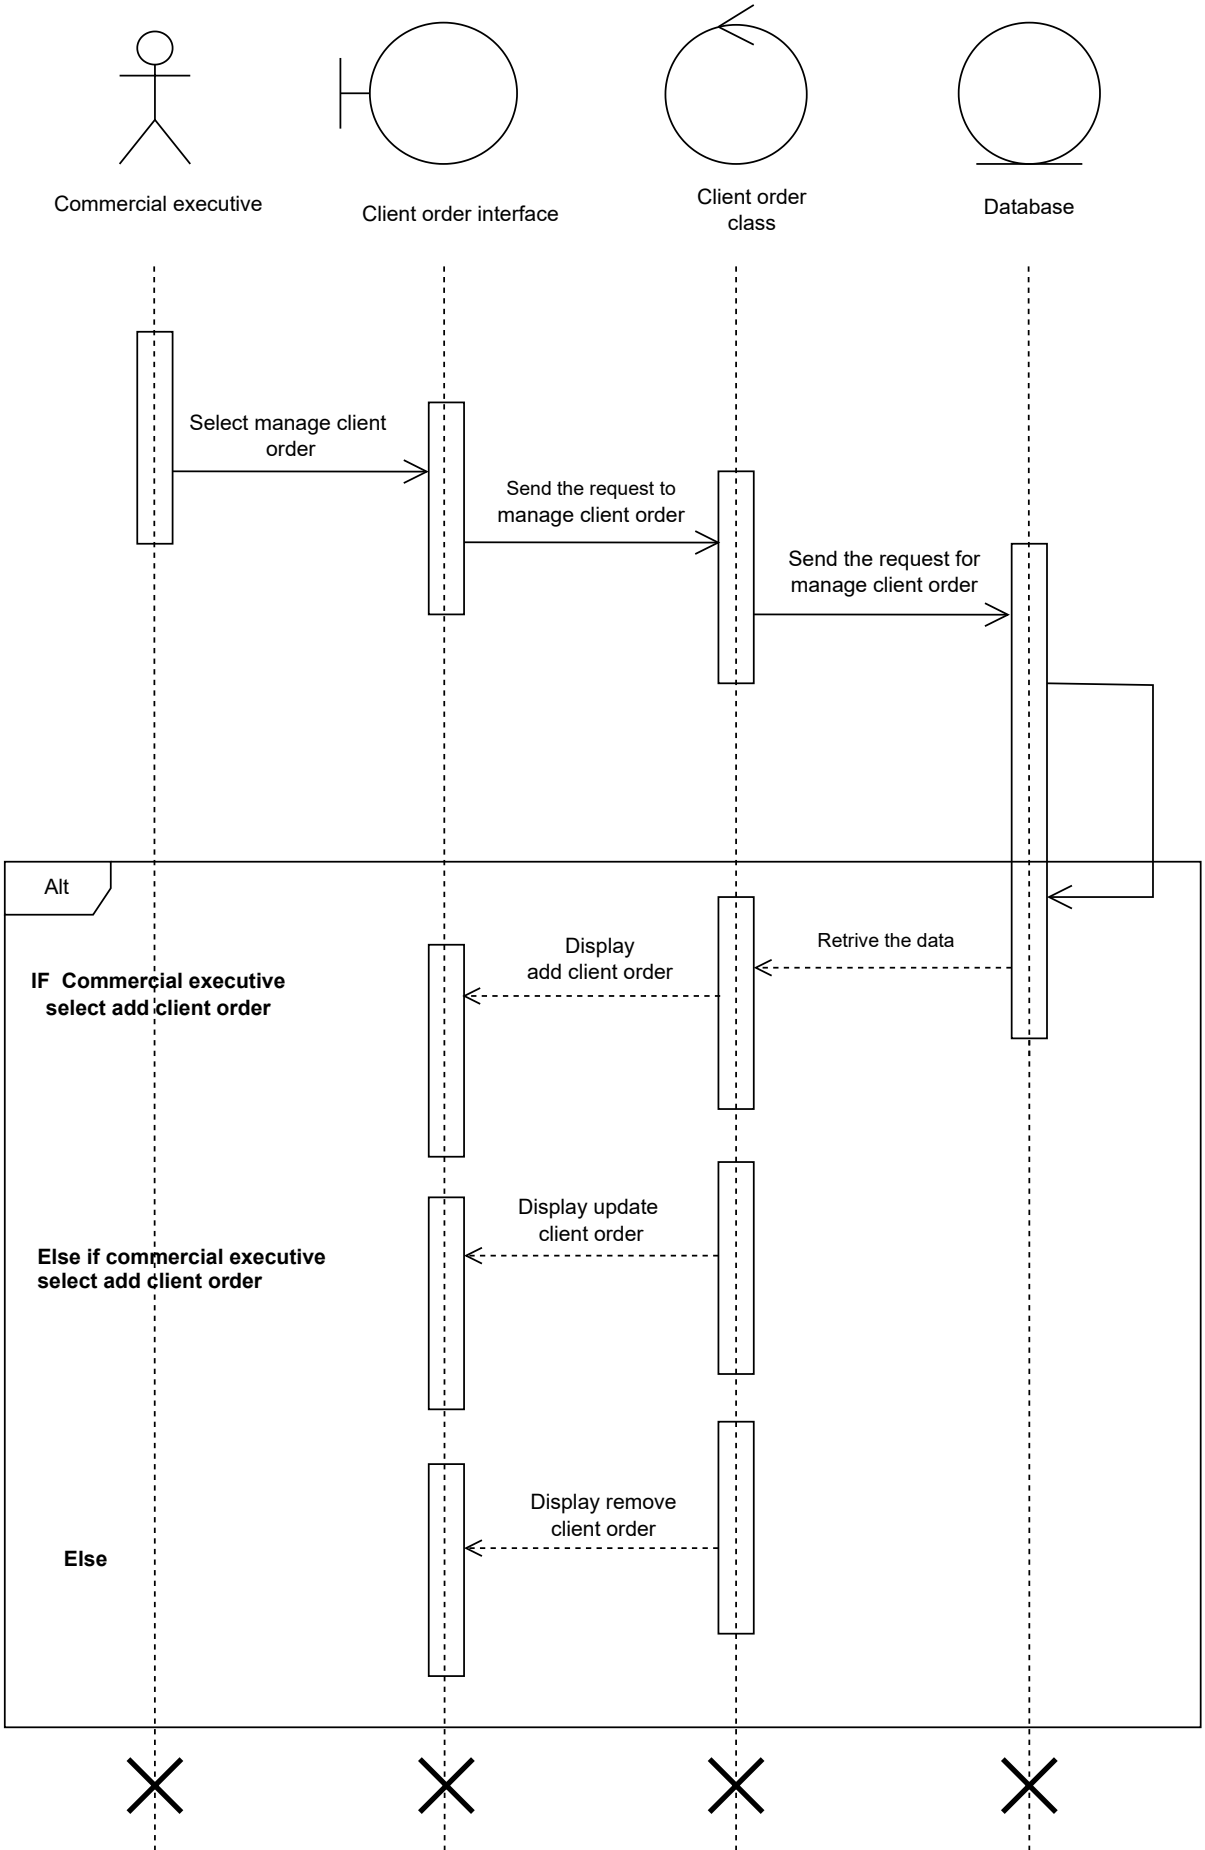 Commercial executive
Client order interface
Client order
class
Database
Select manage client
order
Send the request to
manage client order
Send the request for
manage client order
Alt
Retrive the data
Display
add client order
IF  Commercial executive
select add client order
Display update
client order
Else if commercial executive
select add client order
Display remove
client order
Else